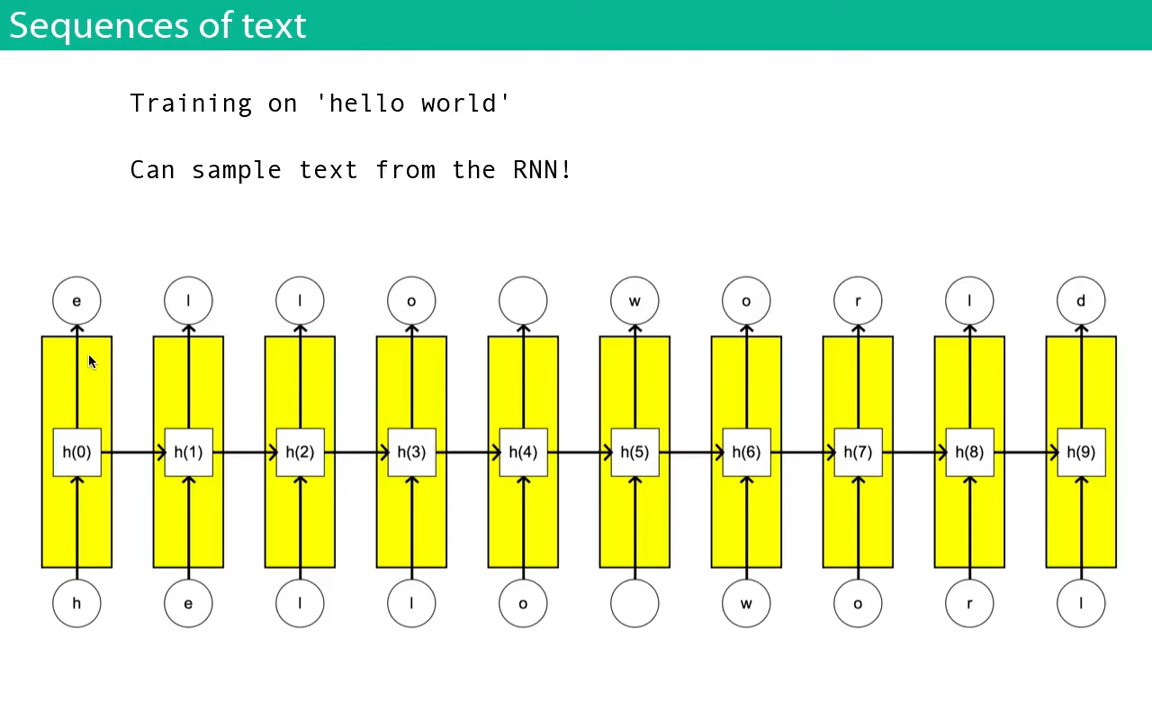 Sequences of text
Training on 'hello world'
Can sample text from the RNN!
e l l o w o r l d
h(0) h(1) h(2) h(3) h(4) h(5) h(6) h(7) h(8) h(9)
h e l l o w o r l